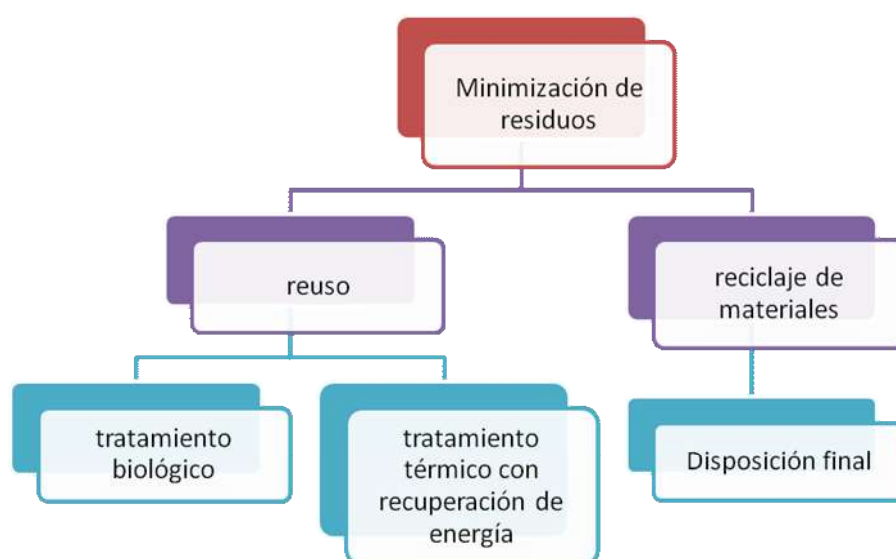 Minimización de
residuos
reuso
reciclaje de
materiales
tratamiento
biológico
tratamiento
térmico con
recuperación de
energía
Disposición final